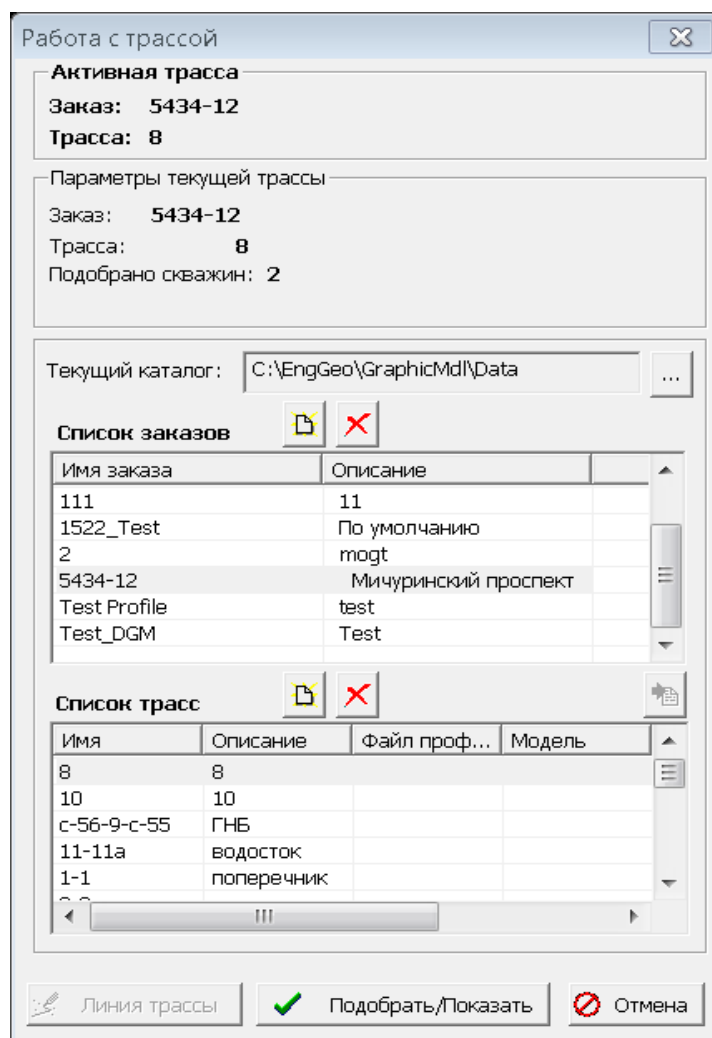 Работа с трассой
Активная трасса
Заказ: 5434-12
Трасса: 8
Параметры текущей трассы
Заказ: 5434-12
Трасса: 8
Подобрано скважин: 2
Текущий каталог: C:\EngGeo\GraphicMdl\Data ...
Список заказов
Имя заказа Описание
111 11
1522_Test По умолчанию
2 mogt
5434-12 Мичуринский проспект
Test Profile test
Test_DGM Test
Список трасс
Имя Описание Файл проф... Модель
8 8
10 10
с-56-9-с-55 ГНБ
11-11а водосток
1-1 поперечник
Линия трассы Подобрать/Показать Отмена